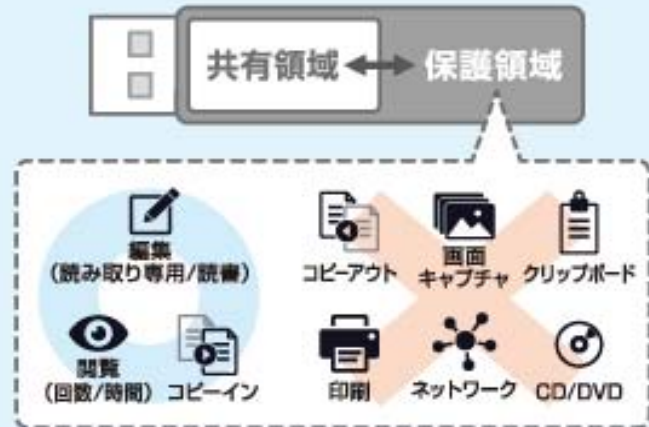 共有領域
保護領域
編集
(読み取り専用/読書)
閲覧
(回数/時間)
コピーイン
コピーアウト
画面
キャプチャ
クリップボード
印刷
ネットワーク
CD/DVD